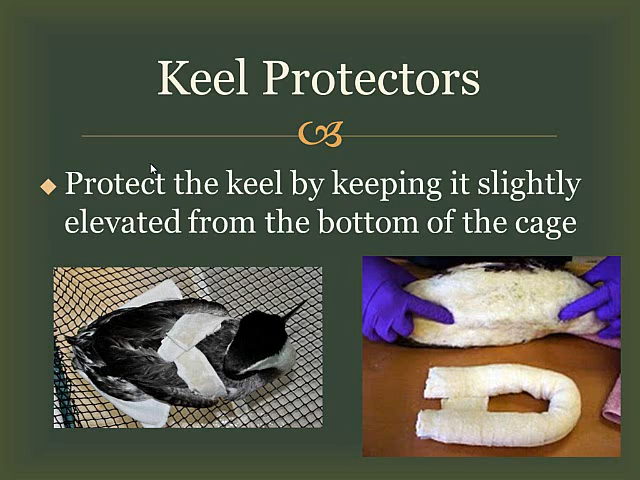 Keel Protectors
Protect the keel by keeping it slightly
elevated from the bottom of the cage